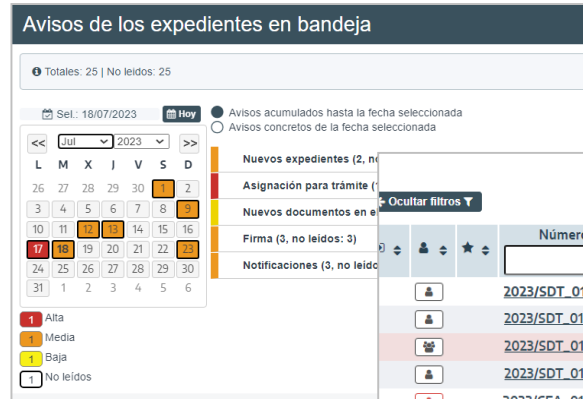 Avisos de los expedientes en bandeja
Totales: 25 | No leidos: 25
Sel.: 18/07/2023 Hoy
Avisos acumulados hasta la fecha seleccionada
Avisos concretos de la fecha seleccionada
<< Jul 2023 >>
L M X J V S D
26 27 28 29 30 1 2
3 4 5 6 7 8 9
10 11 12 13 14 15 16
17 18 19 20 21 22 23
24 25 26 27 28 29 30
31 1 2 3 4 5 6
1 Alta
1 Media
1 Baja
1 No leídos
Nuevos expedientes (2,
Asignación para trámite
Nuevos documentos en
Firma (3, no leídos: 3)
Notificaciones (3, no
Ocultar filtros
Número
2023/SDT_01
2023/SDT_01
2023/SDT_01
2023/SDT_01